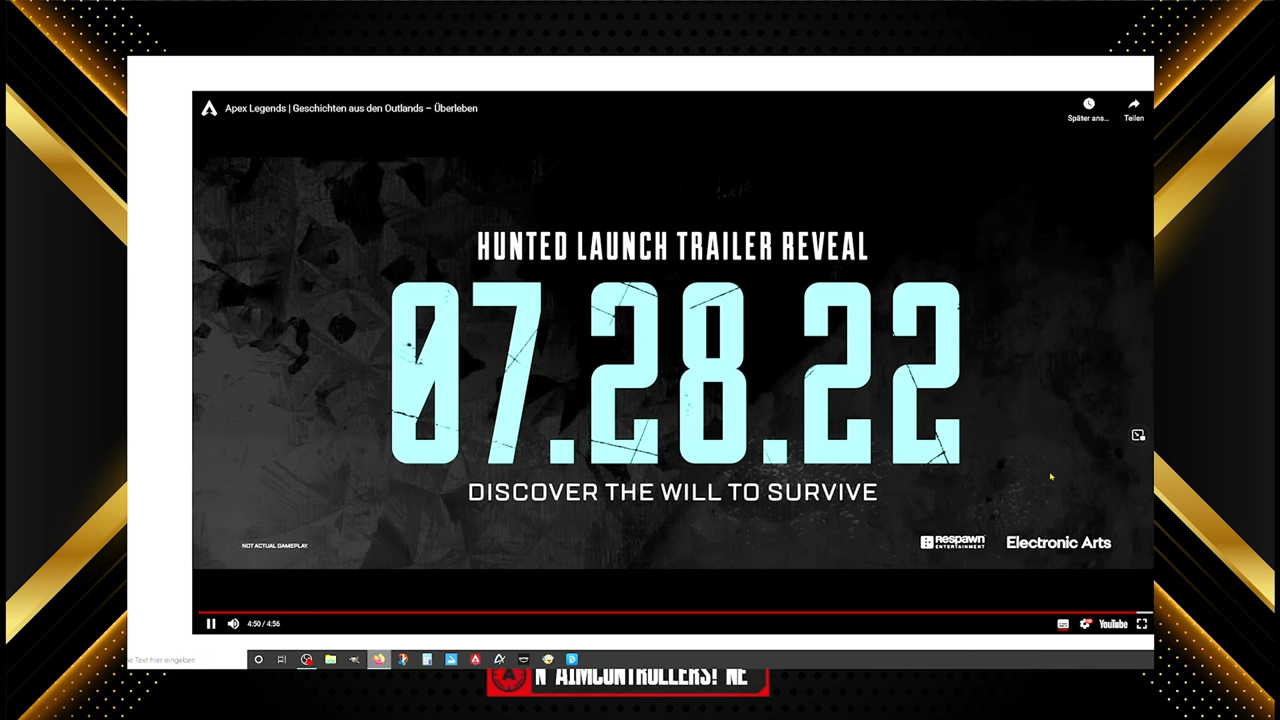 Apex Legends | Geschichten aus den Outlands – Überleben
Später ans...
Teilen
HUNTED LAUNCH TRAILER REVEAL
07.28.22
DISCOVER THE WILL TO SURVIVE
NOT ACTUAL GAMEPLAY.
RESPAWN
ENTERTAINMENT
Electronic Arts
4:50 / 4:56
YouTube
Text hier eingeben
N AIMCONTROLLERS! NE